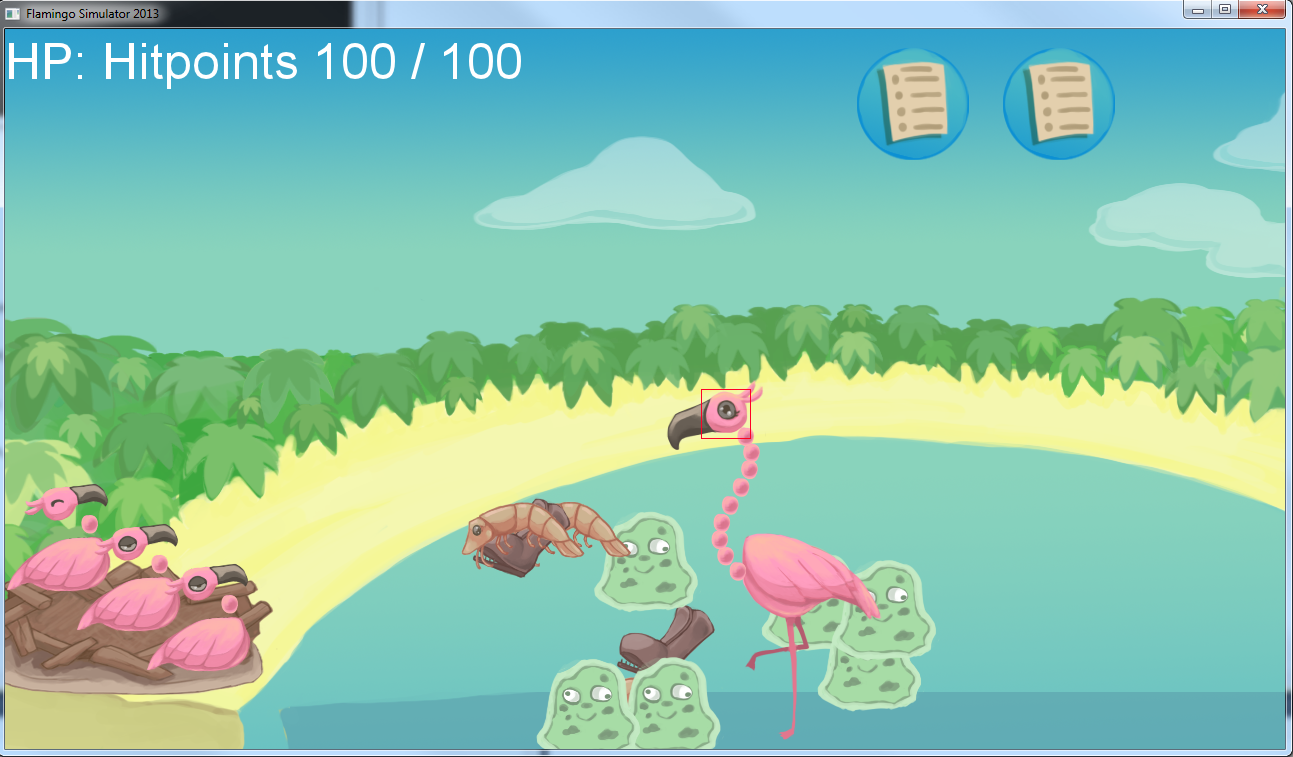 Flamingo Simulator 2013
HP: Hitpoints 100 / 100